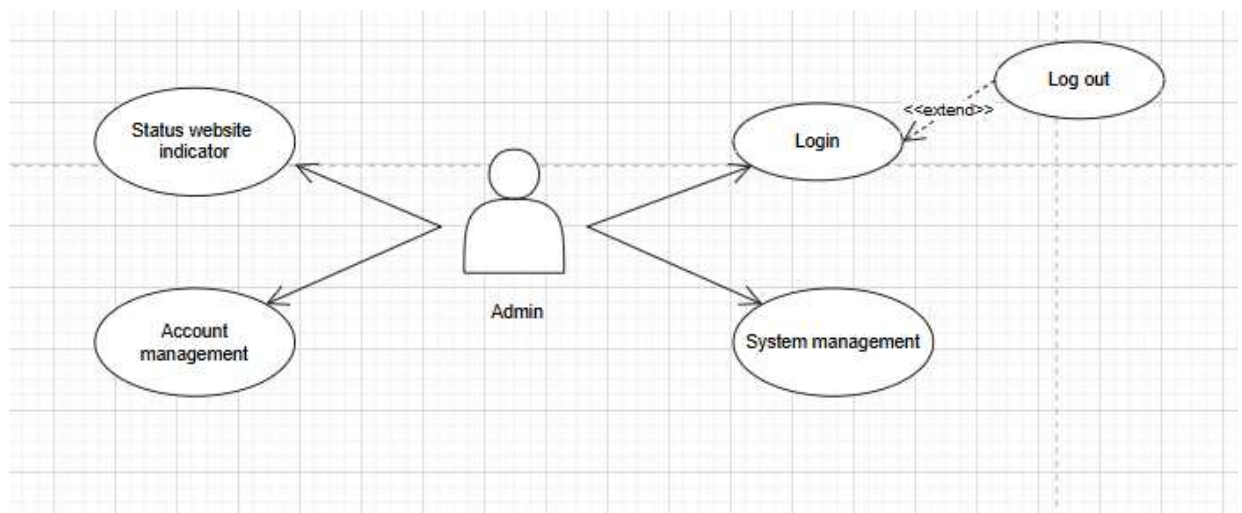 Log out
<<extend>>
Status website
indicator
Login
Admin
Account
management
System management